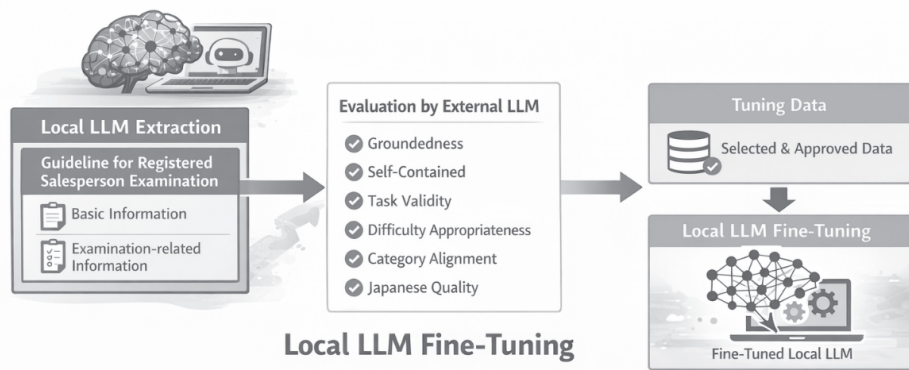 Local LLM Extraction
Guideline for Registered
Salesperson Examination
Basic Information
Examination-related
Information
Evaluation by External LLM
Groundedness
Self-Contained
Task Validity
Difficulty Appropriateness
Category Alignment
Japanese Quality
Tuning Data
Selected & Approved Data
Local LLM Fine-Tuning
Fine-Tuned Local LLM
Local LLM Fine-Tuning